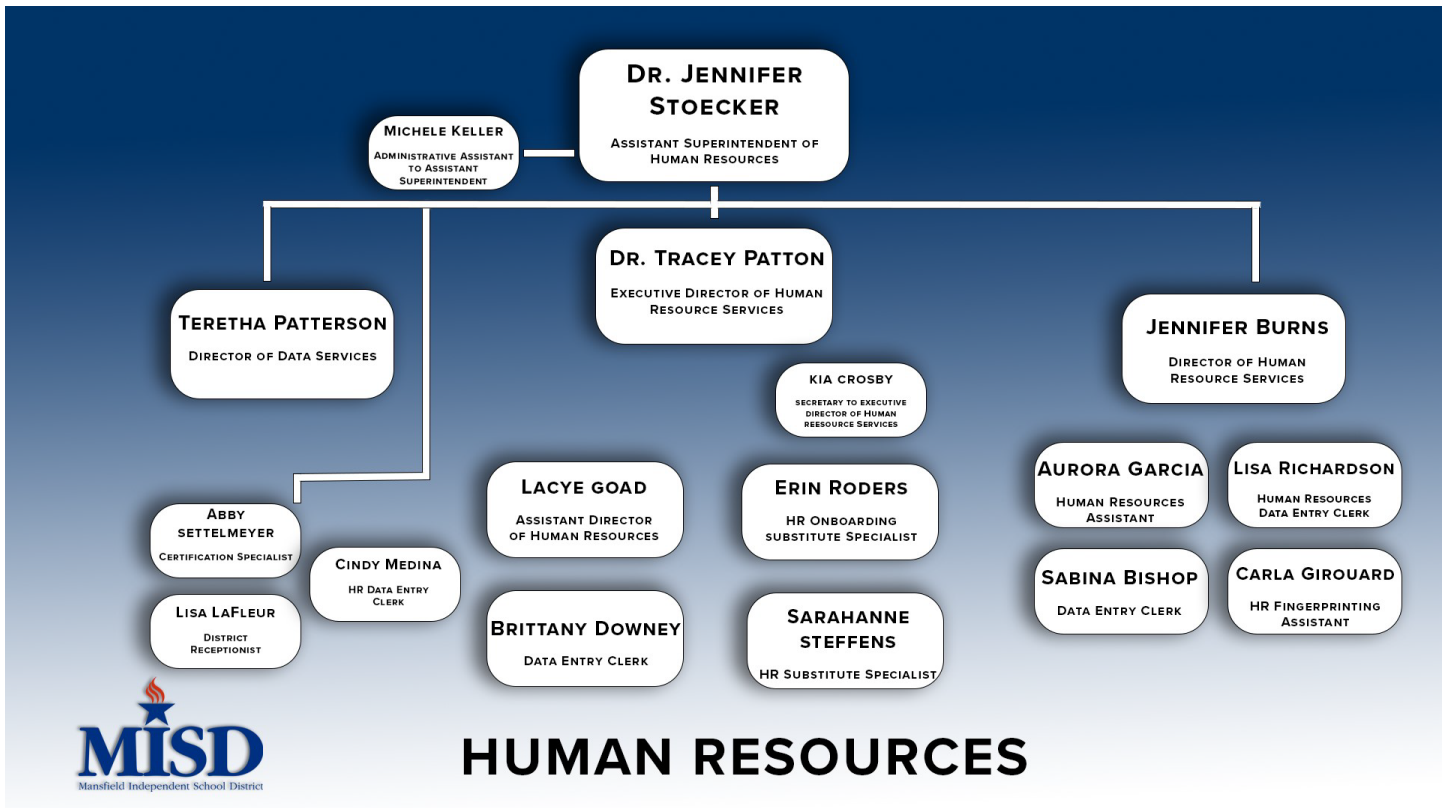 Dr. Jennifer
Stoecker
Assistant Superintendent of
Human Resources
Michele Keller
Administrative Assistant
to Assistant
Superintendent
Dr. Tracey Patton
Executive Director of Human
Resource Services
Teretha Patterson
Director of Data Services
Jennifer Burns
Director of Human
Resource Services
kia crosby
secretary to executive
director of Human
Reesource Services
Lacye goad
Assistant Director
of Human Resources
Erin Roders
HR Onboarding
substitute Specialist
Aurora Garcia
Human Resources
Assistant
Lisa Richardson
Human Resources
Data Entry Clerk
Abby
settelmeyer
Certification Specialist
Cindy Medina
HR Data Entry
Clerk
Lisa LaFleur
District
Receptionist
Brittany Downey
Data Entry Clerk
Sarahanne
steffens
HR Substitute Specialist
Sabina Bishop
Data Entry Clerk
Carla Girouard
HR Fingerprinting
Assistant
MISD
Mansfield Independent School District
HUMAN RESOURCES